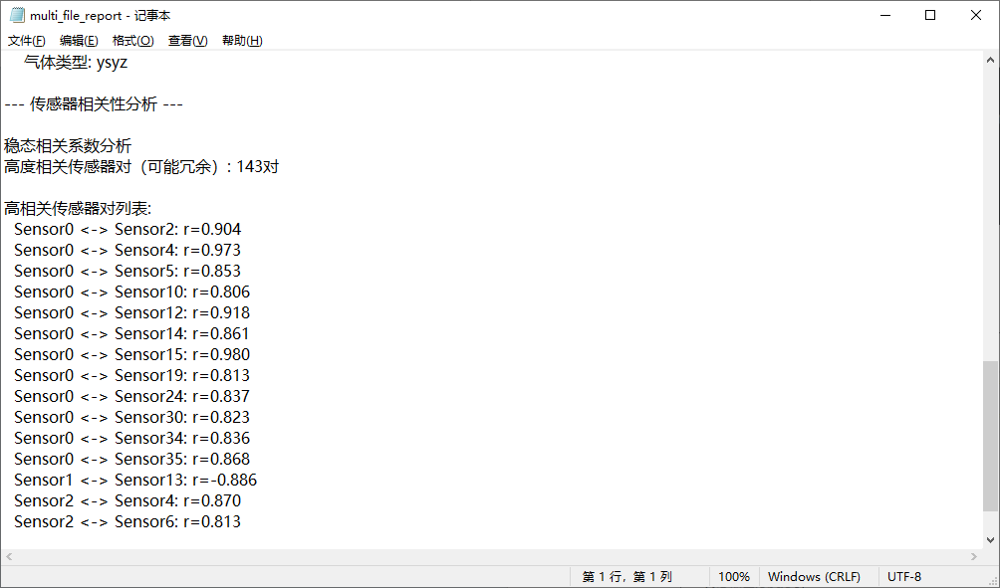 multi_file_report - 记事本
文件(F) 编辑(E) 格式(O) 查看(V) 帮助(H)
气体类型: ysyz
--- 传感器相关性分析 ---
稳态相关系数分析
高度相关传感器对（可能冗余）: 143对
高相关传感器对列表:
Sensor0 <-> Sensor2: r=0.904
Sensor0 <-> Sensor4: r=0.973
Sensor0 <-> Sensor5: r=0.853
Sensor0 <-> Sensor10: r=0.806
Sensor0 <-> Sensor12: r=0.918
Sensor0 <-> Sensor14: r=0.861
Sensor0 <-> Sensor15: r=0.980
Sensor0 <-> Sensor19: r=0.813
Sensor0 <-> Sensor24: r=0.837
Sensor0 <-> Sensor30: r=0.823
Sensor0 <-> Sensor34: r=0.836
Sensor0 <-> Sensor35: r=0.868
Sensor1 <-> Sensor13: r=-0.886
Sensor2 <-> Sensor4: r=0.870
Sensor2 <-> Sensor6: r=0.813
第 1 行，第 1 列 100% Windows (CRLF) UTF-8